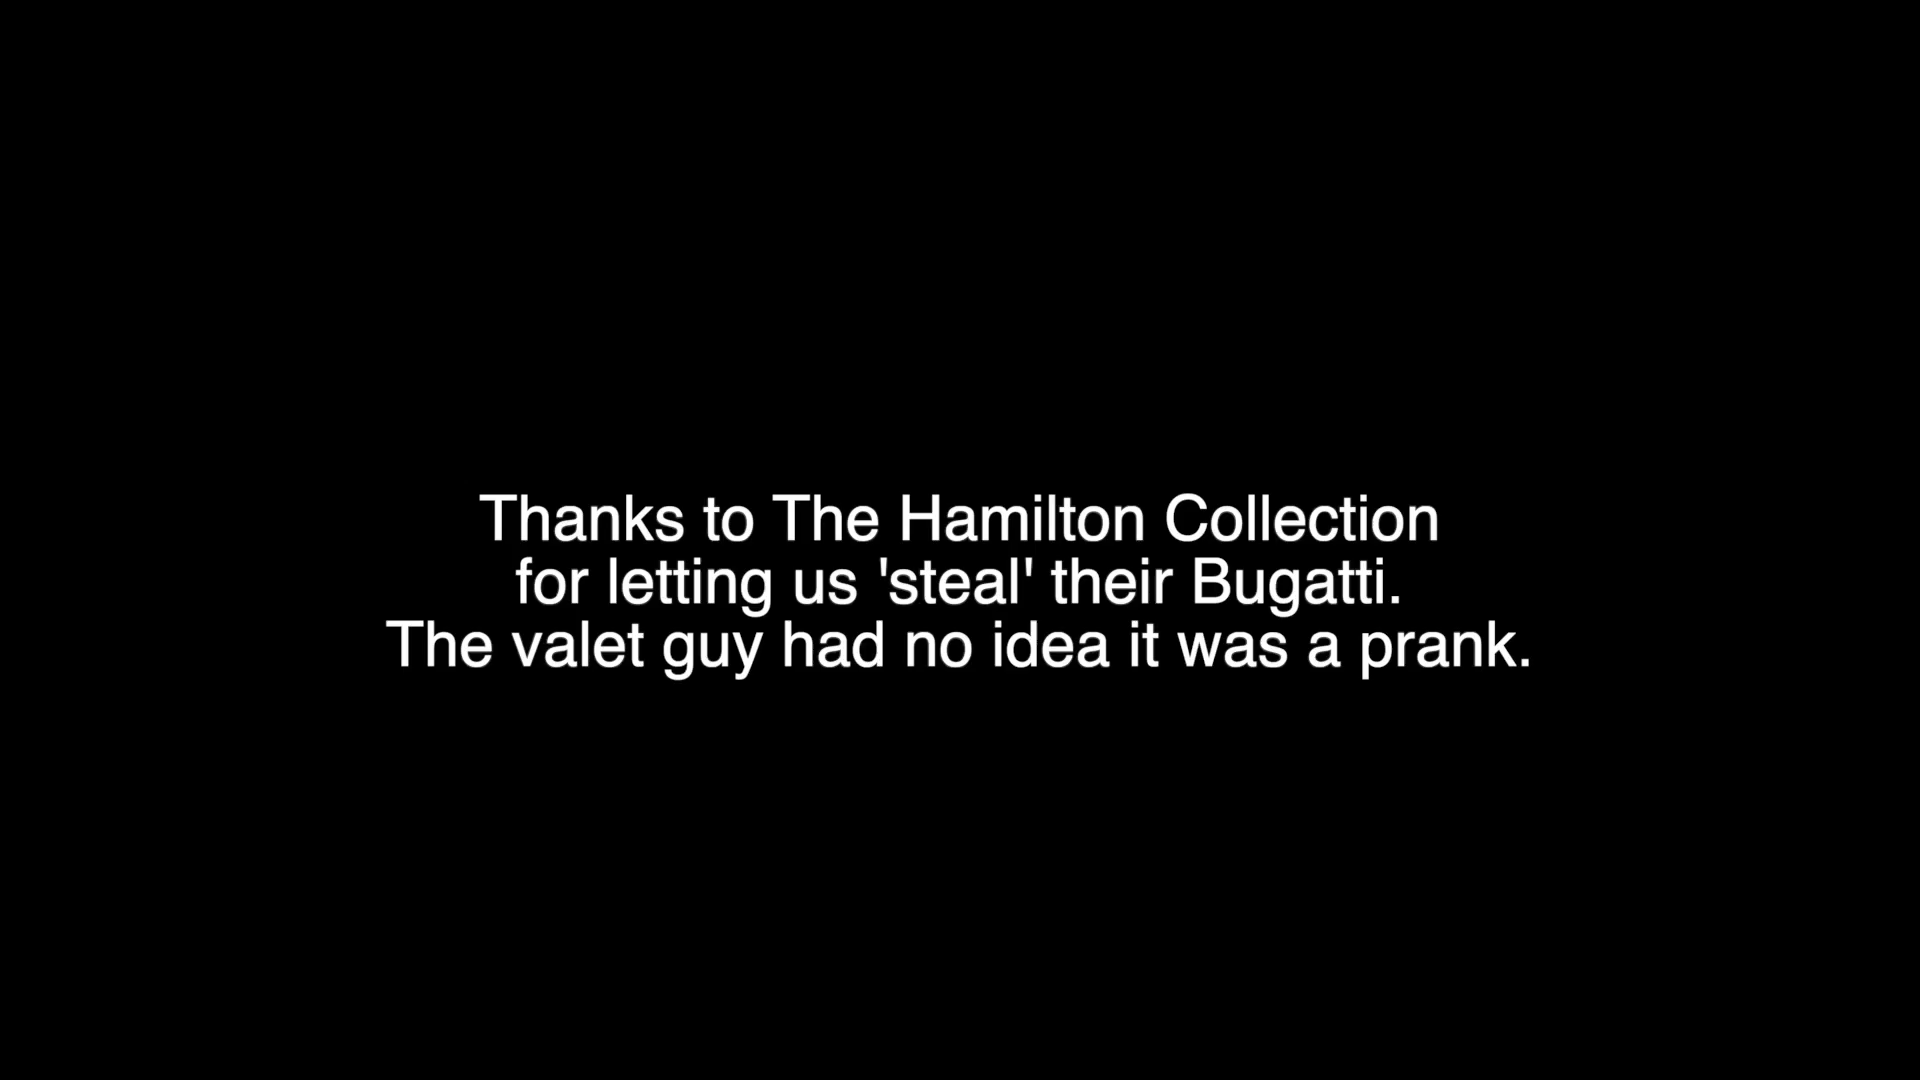 Thanks to The Hamilton Collection
for letting us 'steal' their Bugatti.
The valet guy had no idea it was a prank.